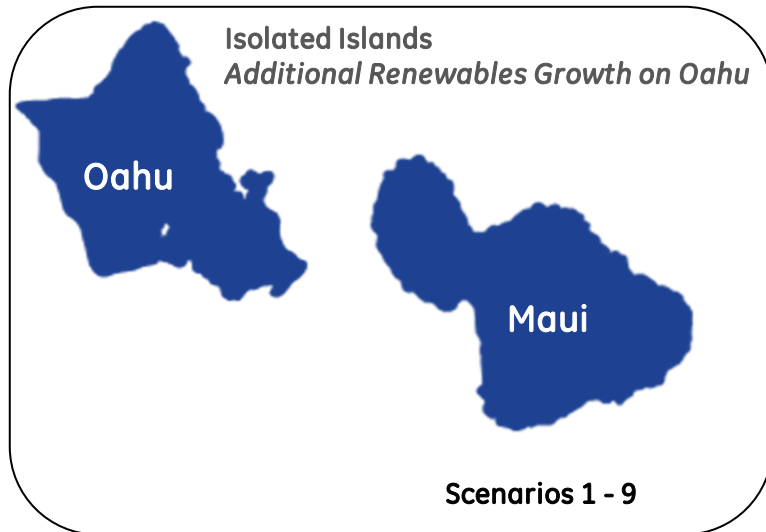 Isolated Islands
Additional Renewables Growth on Oahu
Oahu
Maui
Scenarios 1 - 9